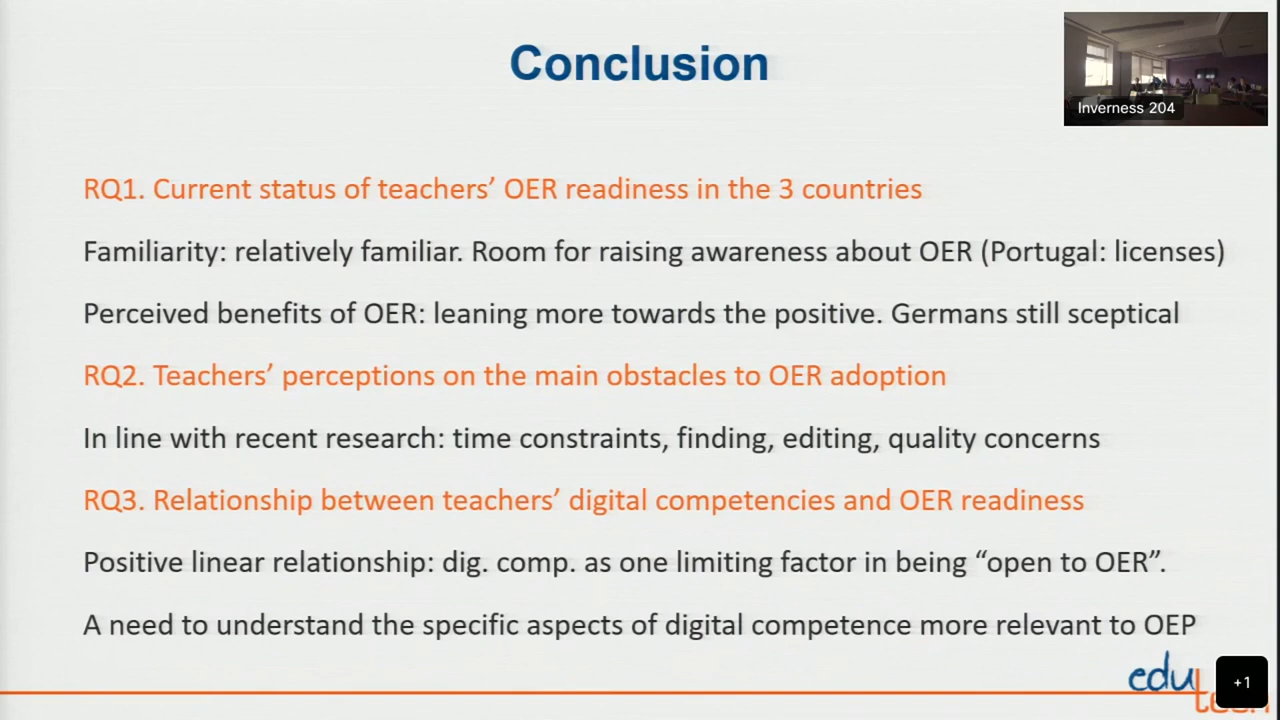 Conclusion
Inverness 204
RQ1. Current status of teachers’ OER readiness in the 3 countries
Familiarity: relatively familiar. Room for raising awareness about OER (Portugal: licenses)
Perceived benefits of OER: leaning more towards the positive. Germans still sceptical
RQ2. Teachers’ perceptions on the main obstacles to OER adoption
In line with recent research: time constraints, finding, editing, quality concerns
RQ3. Relationship between teachers’ digital competencies and OER readiness
Positive linear relationship: dig. comp. as one limiting factor in being “open to OER”.
A need to understand the specific aspects of digital competence more relevant to OEP
edu
+1